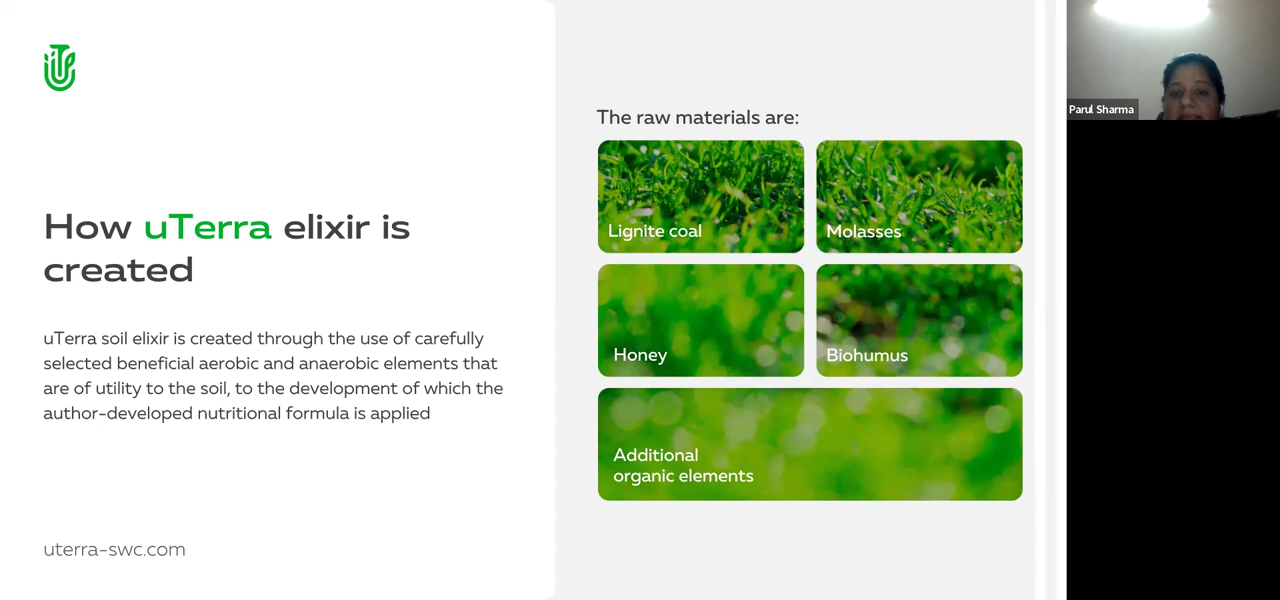 How uTerra elixir is
created
uTerra soil elixir is created through the use of carefully
selected beneficial aerobic and anaerobic elements that
are of utility to the soil, to the development of which the
author-developed nutritional formula is applied
uterra-swc.com
The raw materials are:
Lignite coal
Molasses
Honey
Biohumus
Additional
organic elements
Parul Sharma